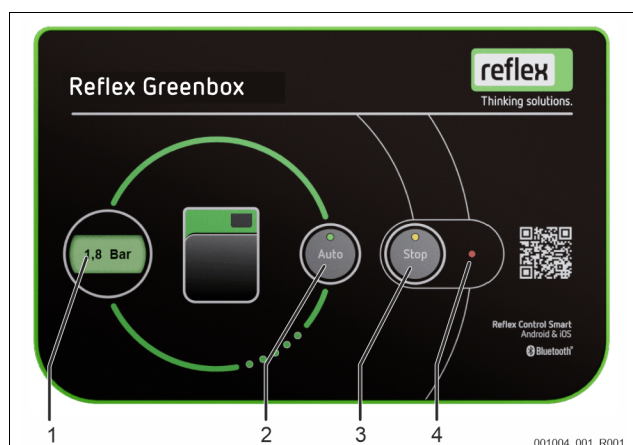 reflex
Thinking solutions.
Reflex Greenbox
1,8 Bar
Auto
Stop
Reflex Control Smart
Android & iOS
Bluetooth
1
2
3
4
001004_001_R001